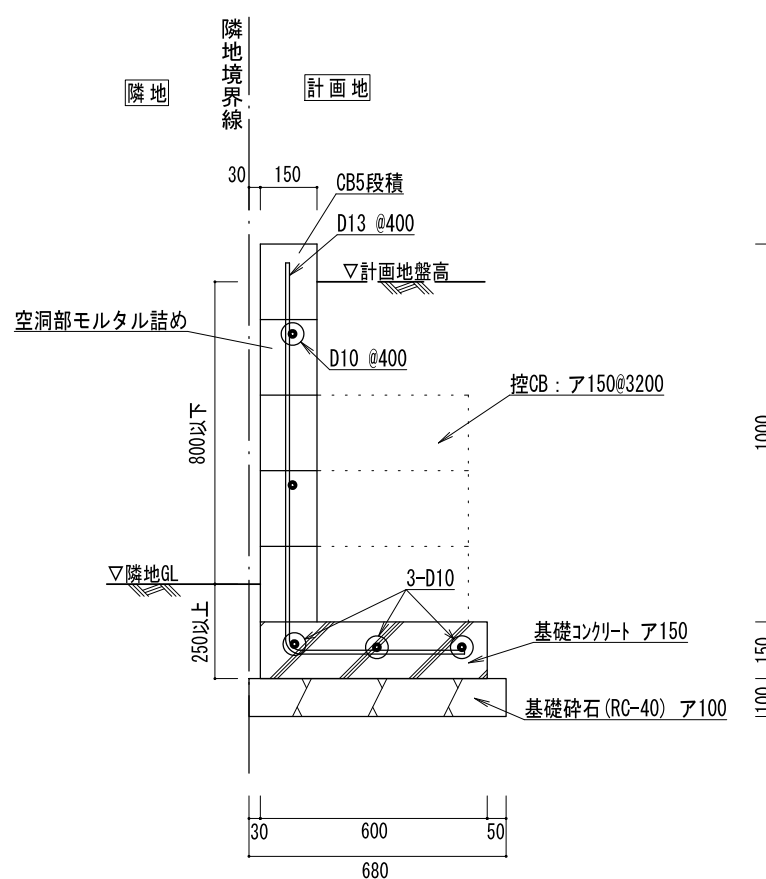 隣地境界線
隣地
計画地
30
150
CB5段積
D13 @400
▽計画地盤高
空洞部モルタル詰め
D10 @400
控CB：ア150@3200
800以下
1000
▽隣地GL
3-D10
250以上
基礎コンクリート ア150
150
基礎砕石(RC-40) ア100
100
30
600
50
680